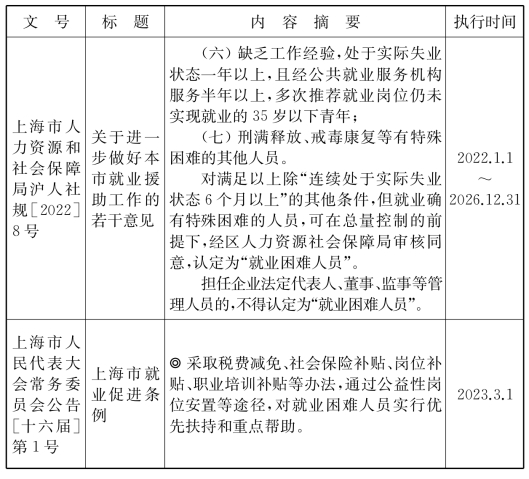 文　号
标　题
内　容　摘　要
执行时间
上海市人
力资源和
社会保障
局沪人社
规〔2022〕
8号
关于进一
步做好本
市就业援
助工作的
若干意见
（六）缺乏工作经验，处于实际失业
状态一年以上，且经公共就业服务机构
服务半年以上，多次推荐就业岗位仍未
实现就业的35岁以下青年；
（七）刑满释放、戒毒康复等有特殊
困难的其他人员。
对满足以上除“连续处于实际失业
状态6个月以上”的其他条件，但就业确
有特殊困难的人员，可在总量控制的前
提下，经区人力资源社会保障局审核同
意，认定为“就业困难人员”。
担任企业法定代表人、董事、监事等管
理人员的，不得认定为“就业困难人员”。
2022.1.1
～
2026.12.31
上海市人
民代表大
会常务委
员会公告
［十六届］
第1号
上海市就
业促进条
例
◎ 采取税费减免、社会保险补贴、岗位补
贴、职业培训补贴等办法，通过公益性岗
位安置等途径，对就业困难人员实行优
先扶持和重点帮助。
2023.3.1